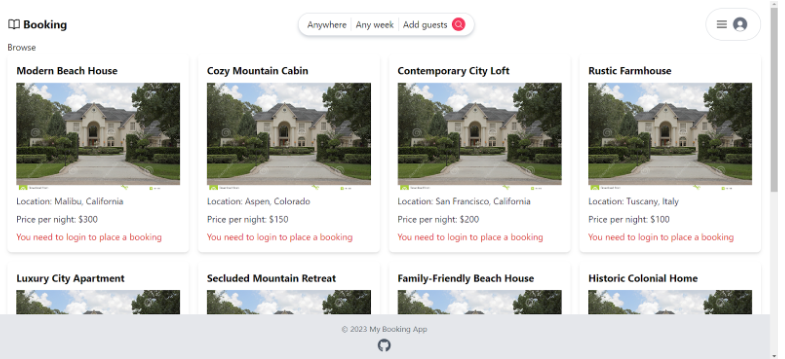 Booking
Anywhere Any week Add guests
Browse
Modern Beach House
Cozy Mountain Cabin
Contemporary City Loft
Rustic Farmhouse
Location: Malibu, California
Location: Aspen, Colorado
Location: San Francisco, California
Location: Tuscany, Italy
Price per night: $300
Price per night: $150
Price per night: $200
Price per night: $100
You need to login to place a booking
You need to login to place a booking
You need to login to place a booking
You need to login to place a booking
Luxury City Apartment
Secluded Mountain Retreat
Family-Friendly Beach House
Historic Colonial Home
© 2023 My Booking App